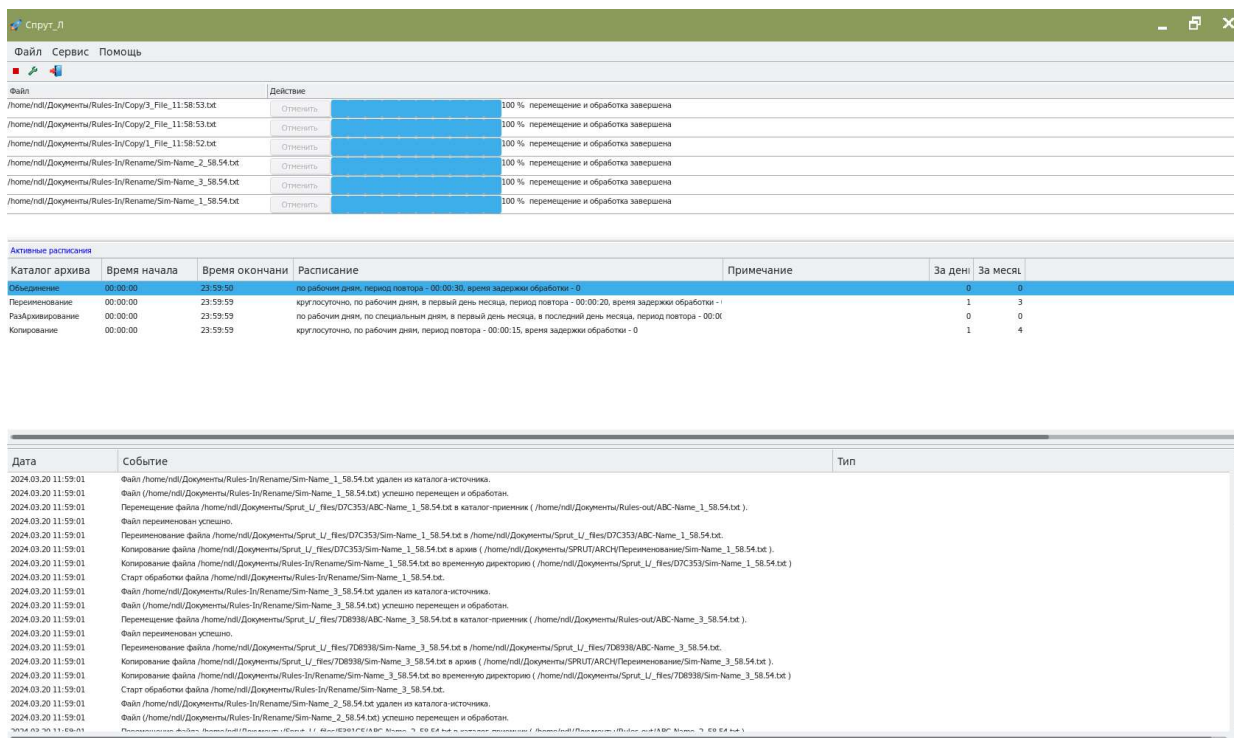 Спрут_Л
Файл Сервис Помощь
Файл Действие
/home/ndl/Документы/Rules-In/Copy/3_File_11:58:53.txt Отменить 100 % перемещение и обработка завершена
/home/ndl/Документы/Rules-In/Copy/2_File_11:58:53.txt Отменить 100 % перемещение и обработка завершена
/home/ndl/Документы/Rules-In/Copy/1_File_11:58:52.txt Отменить 100 % перемещение и обработка завершена
/home/ndl/Документы/Rules-In/Rename/Sim-Name_2_58.54.txt Отменить 100 % перемещение и обработка завершена
/home/ndl/Документы/Rules-In/Rename/Sim-Name_3_58.54.txt Отменить 100 % перемещение и обработка завершена
/home/ndl/Документы/Rules-In/Rename/Sim-Name_1_58.54.txt Отменить 100 % перемещение и обработка завершена
Активные расписания
Каталог архива Время начала Время окончани Расписание Примечание За день За месяц
Объединение 00:00:00 23:59:50 по рабочим дням, период повтора - 00:00:30, время задержки обработки - 0 0 0
Переименование 00:00:00 23:59:59 круглосуточно, по рабочим дням, в первый день месяца, период повтора - 00:00:20, время задержки обработки - 1 3
РазАрхивирование 00:00:00 23:59:59 по рабочим дням, по специальным дням, в первый день месяца, в последний день месяца, период повтора - 00:00 0 0
Копирование 00:00:00 23:59:59 круглосуточно, по рабочим дням, период повтора - 00:00:15, время задержки обработки - 0 1 4
Дата Событие Тип
2024.03.20 11:59:01 Файл /home/ndl/Документы/Rules-In/Rename/Sim-Name_1_58.54.txt удален из каталога-источника.
2024.03.20 11:59:01 Файл (/home/ndl/Документы/Rules-In/Rename/Sim-Name_1_58.54.txt) успешно перемещен и обработан.
2024.03.20 11:59:01 Перемещение файла /home/ndl/Документы/Sprut_L/_files/D7C353/ABC-Name_1_58.54.txt в каталог-приемник ( /home/ndl/Документы/Rules-out/ABC-Name_1_58.54.txt ).
2024.03.20 11:59:01 Файл переименован успешно.
2024.03.20 11:59:01 Переименование файла /home/ndl/Документы/Sprut_L/_files/D7C353/Sim-Name_1_58.54.txt в /home/ndl/Документы/Sprut_L/_files/D7C353/ABC-Name_1_58.54.txt.
2024.03.20 11:59:01 Копирование файла /home/ndl/Документы/Sprut_L/_files/D7C353/Sim-Name_1_58.54.txt в архив ( /home/ndl/Документы/SPRUT/ARCH/Переименование/Sim-Name_1_58.54.txt ).
2024.03.20 11:59:01 Копирование файла /home/ndl/Документы/Rules-In/Rename/Sim-Name_1_58.54.txt во временную директорию ( /home/ndl/Документы/Sprut_L/_files/D7C353/Sim-Name_1_58.54.txt )
2024.03.20 11:59:01 Старт обработки файла /home/ndl/Документы/Rules-In/Rename/Sim-Name_1_58.54.txt.
2024.03.20 11:59:01 Файл /home/ndl/Документы/Rules-In/Rename/Sim-Name_3_58.54.txt удален из каталога-источника.
2024.03.20 11:59:01 Файл (/home/ndl/Документы/Rules-In/Rename/Sim-Name_3_58.54.txt) успешно перемещен и обработан.
2024.03.20 11:59:01 Перемещение файла /home/ndl/Документы/Sprut_L/_files/7D8938/ABC-Name_3_58.54.txt в каталог-приемник ( /home/ndl/Документы/Rules-out/ABC-Name_3_58.54.txt ).
2024.03.20 11:59:01 Файл переименован успешно.
2024.03.20 11:59:01 Переименование файла /home/ndl/Документы/Sprut_L/_files/7D8938/Sim-Name_3_58.54.txt в /home/ndl/Документы/Sprut_L/_files/7D8938/ABC-Name_3_58.54.txt.
2024.03.20 11:59:01 Копирование файла /home/ndl/Документы/Sprut_L/_files/7D8938/Sim-Name_3_58.54.txt в архив ( /home/ndl/Документы/SPRUT/ARCH/Переименование/Sim-Name_3_58.54.txt ).
2024.03.20 11:59:01 Копирование файла /home/ndl/Документы/Rules-In/Rename/Sim-Name_3_58.54.txt во временную директорию ( /home/ndl/Документы/Sprut_L/_files/7D8938/Sim-Name_3_58.54.txt )
2024.03.20 11:59:01 Старт обработки файла /home/ndl/Документы/Rules-In/Rename/Sim-Name_3_58.54.txt.
2024.03.20 11:59:01 Файл /home/ndl/Документы/Rules-In/Rename/Sim-Name_2_58.54.txt удален из каталога-источника.
2024.03.20 11:59:01 Файл (/home/ndl/Документы/Rules-In/Rename/Sim-Name_2_58.54.txt) успешно перемещен и обработан.